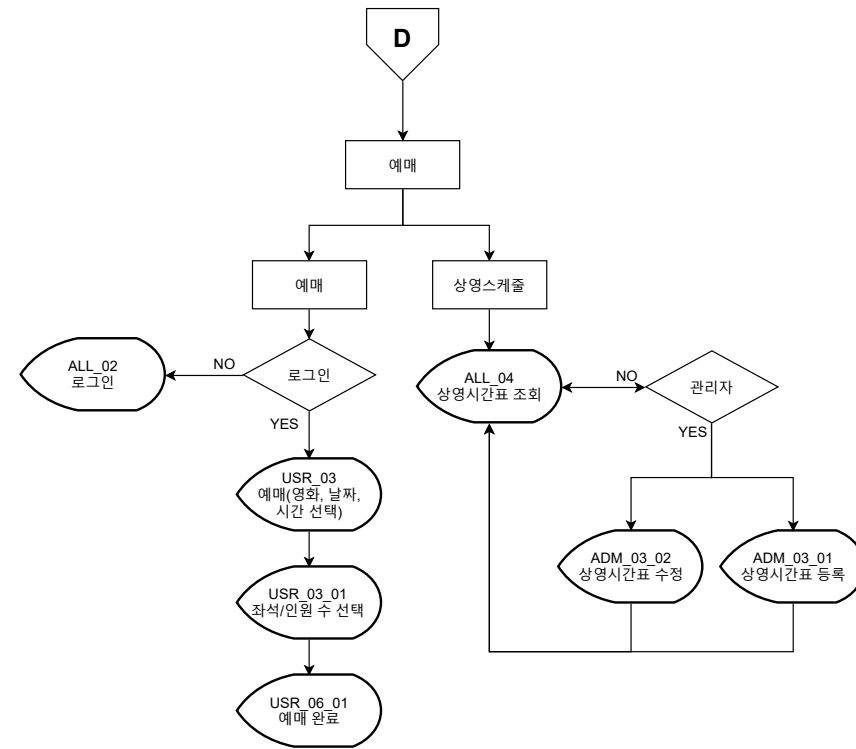 D
예매
예매
상영스케줄
ALL_02
로그인
NO
로그인
YES
ALL_04
상영시간표 조회
NO
관리자
YES
USR_03
예매(영화, 날짜,
시간 선택)
ADM_03_02
상영시간표 수정
ADM_03_01
상영시간표 등록
USR_03_01
좌석/인원 수 선택
USR_06_01
예매 완료